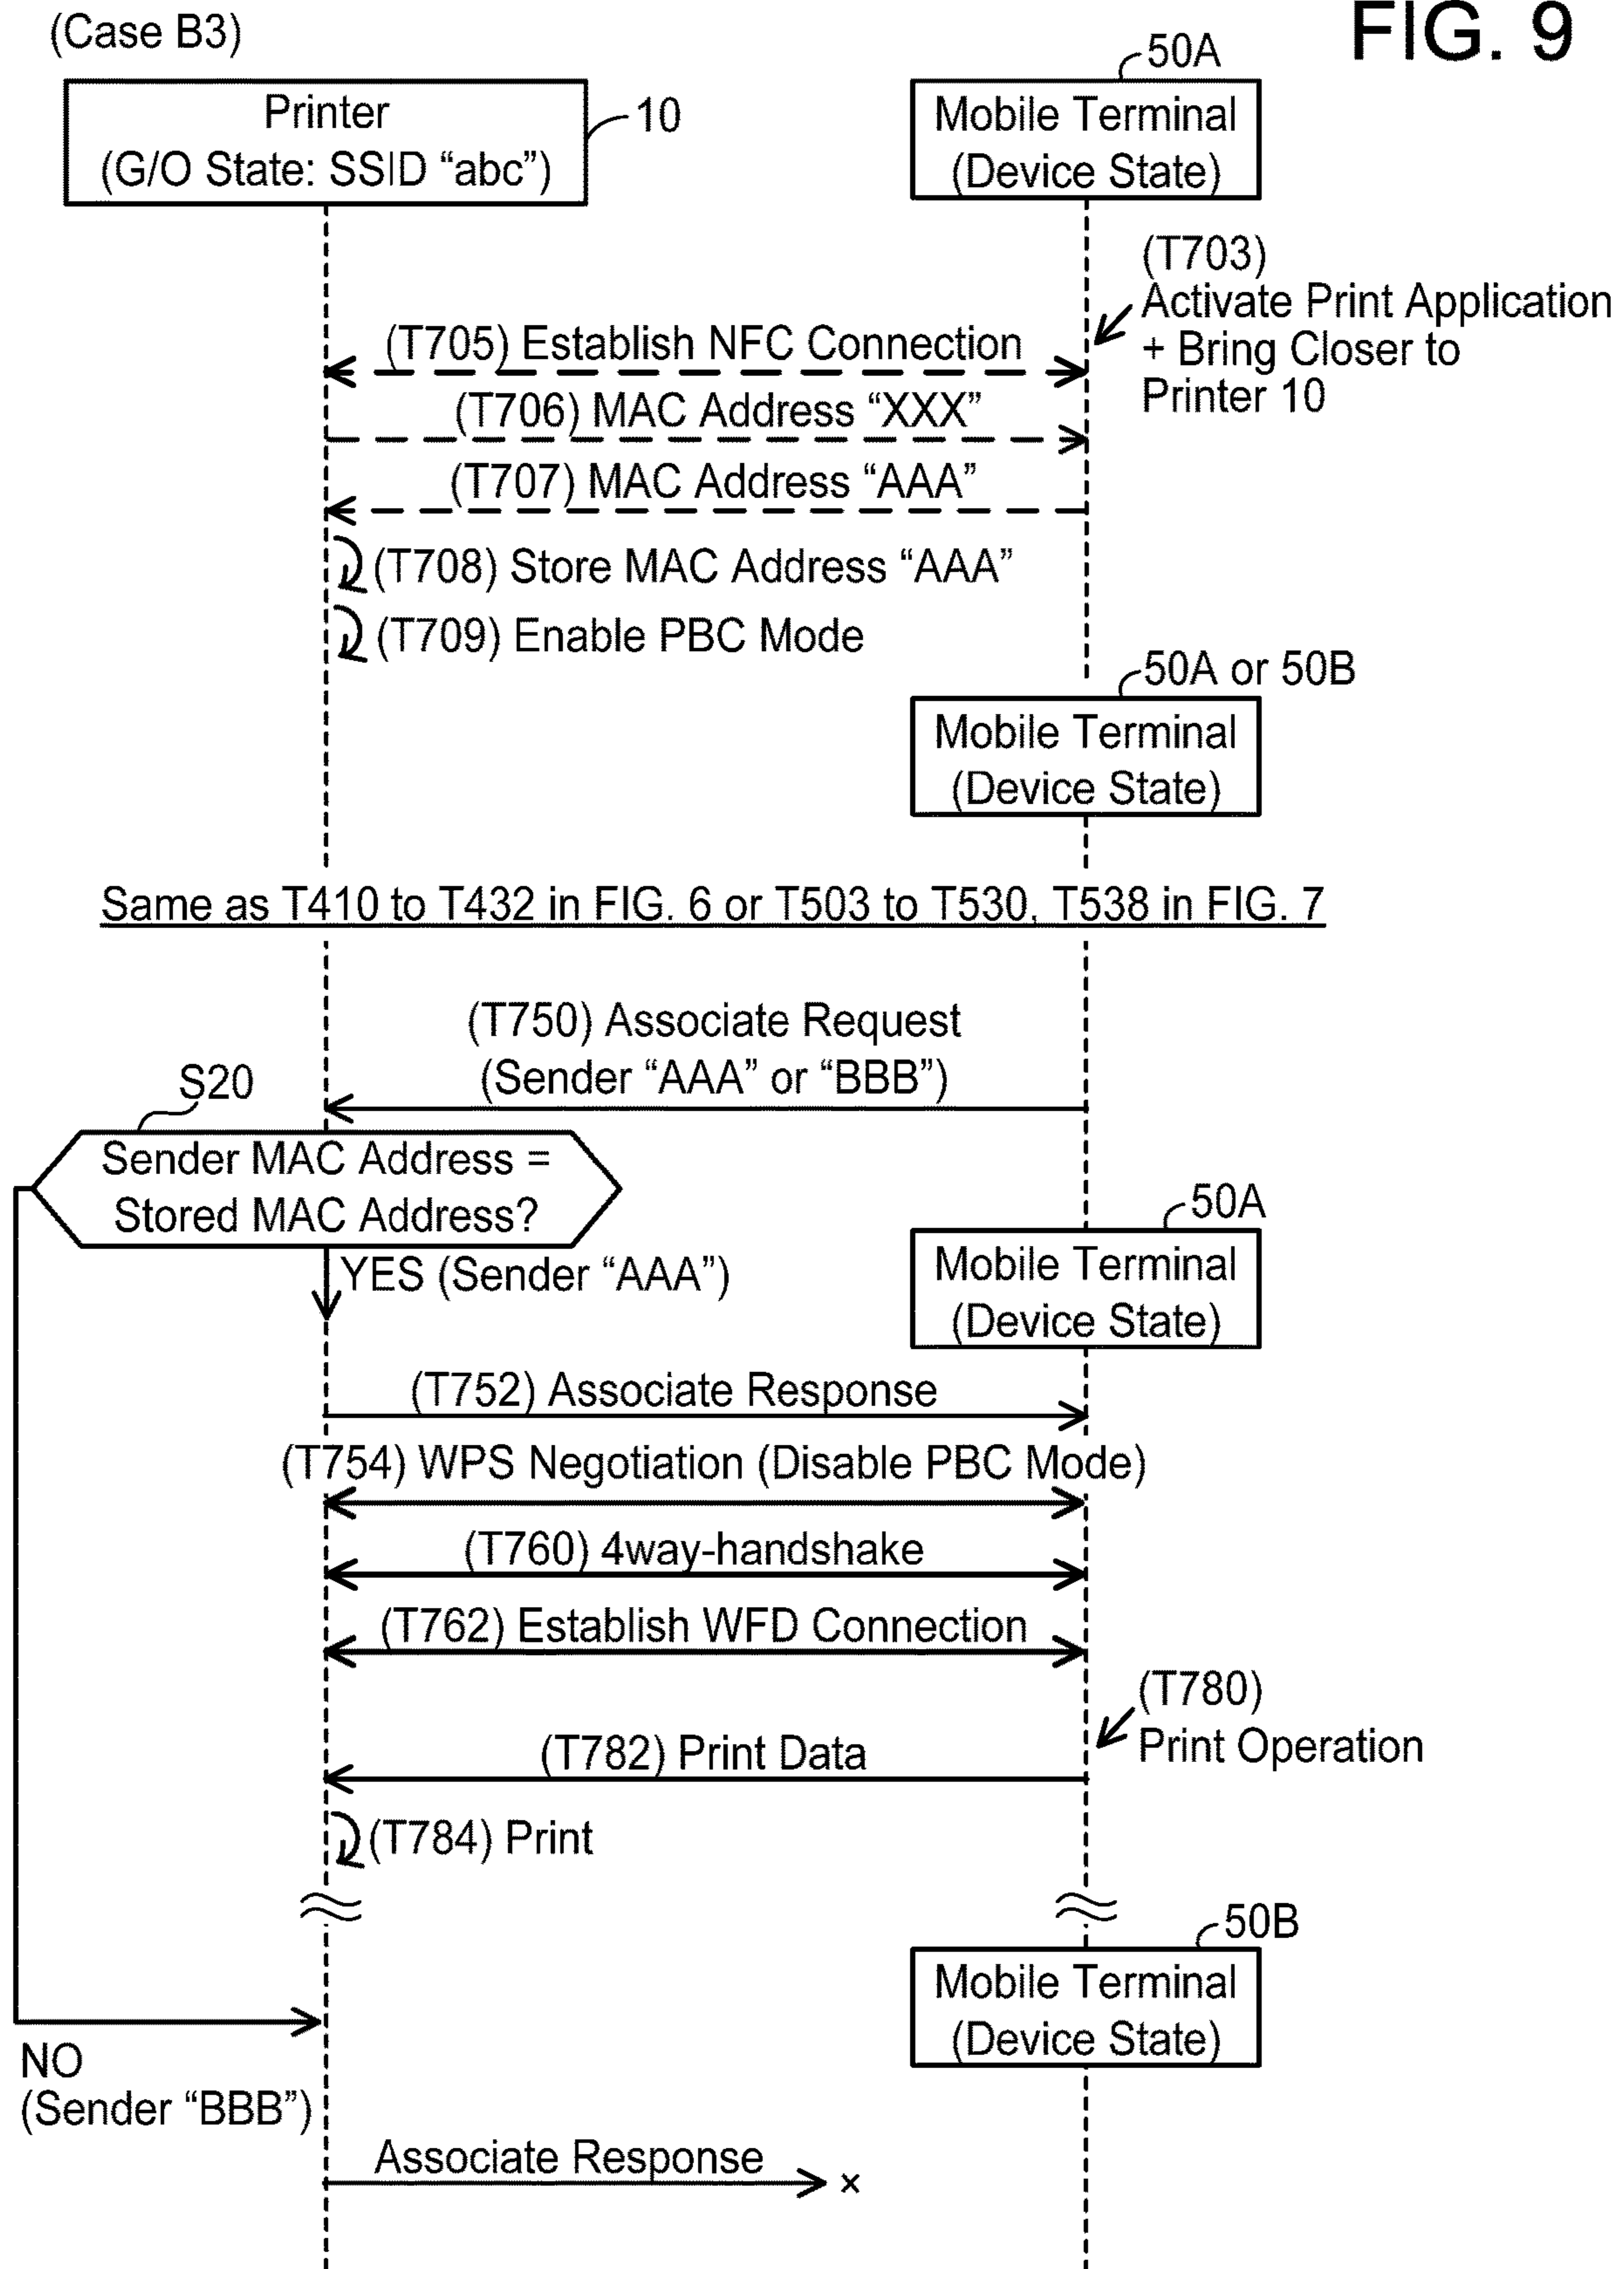 (Case B3)
FIG. 9
50A
Printer
(G/O State: SSID “abc”)
10
Mobile Terminal
(Device State)
(T703)
Activate Print Application
+ Bring Closer to
Printer 10
(T705) Establish NFC Connection
(T706) MAC Address “XXX”
(T707) MAC Address “AAA”
(T708) Store MAC Address “AAA”
(T709) Enable PBC Mode
50A or 50B
Mobile Terminal
(Device State)
Same as T410 to T432 in FIG. 6 or T503 to T530, T538 in FIG. 7
(T750) Associate Request
(Sender “AAA” or “BBB”)
S20
Sender MAC Address =
Stored MAC Address?
YES (Sender “AAA”)
50A
Mobile Terminal
(Device State)
(T752) Associate Response
(T754) WPS Negotiation (Disable PBC Mode)
(T760) 4way-handshake
(T762) Establish WFD Connection
(T780)
Print Operation
(T782) Print Data
(T784) Print
50B
Mobile Terminal
(Device State)
NO
(Sender “BBB”)
Associate Response
×